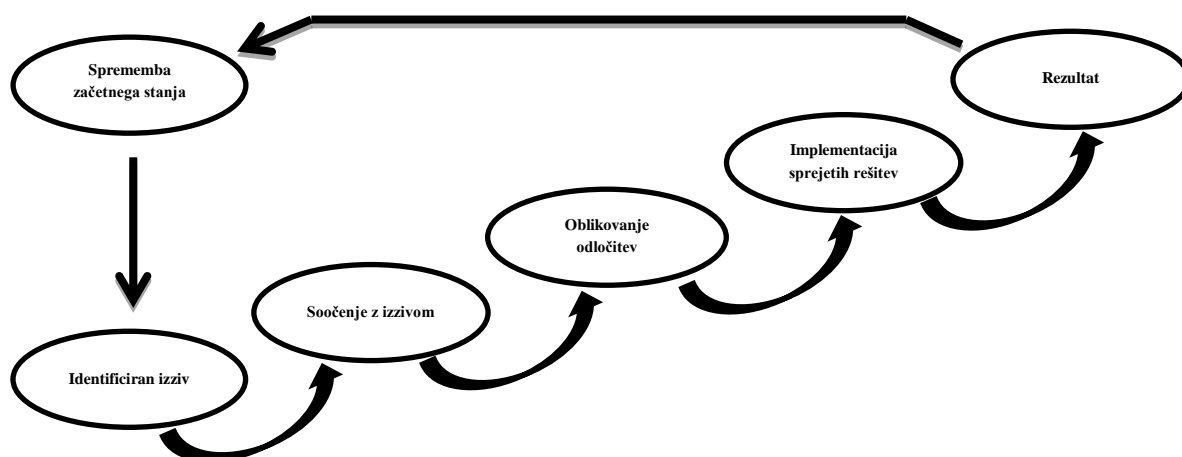 Sprememba
začetnega stanja
Rezultat
Implementacija
sprejetih rešitev
Oblikovanje
odločitev
Soočenje z izzivom
Identificiran izziv